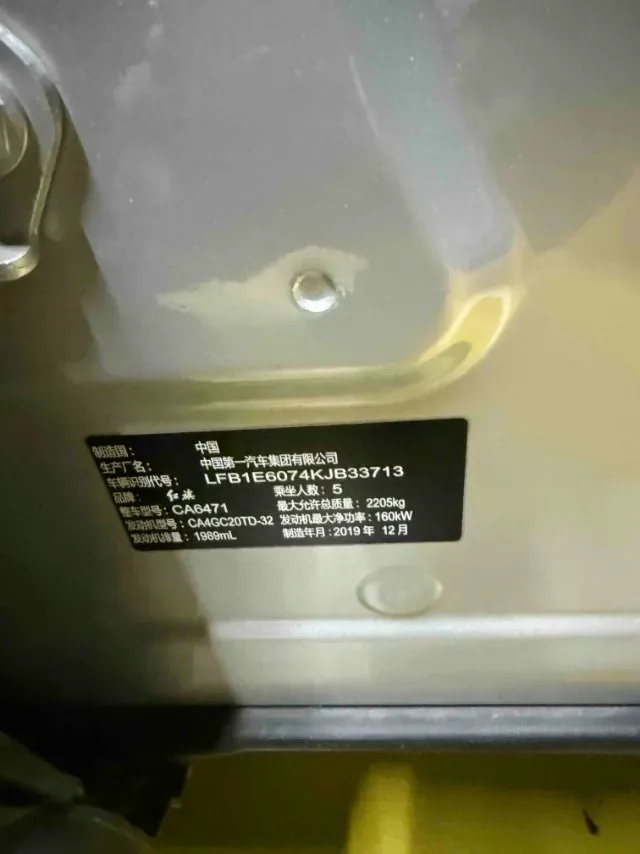 制造国： 中国
生产厂名： 中国第一汽车集团有限公司
车辆识别代号： LFB1E6074KJB33713
品牌： 红旗 乘坐人数：5
整车型号：CA6471 最大允许总质量：2205kg
发动机型号：CA4GC20TD-32 发动机最大净功率：160kW
发动机排量：1989mL 制造年月：2019 年 12 月